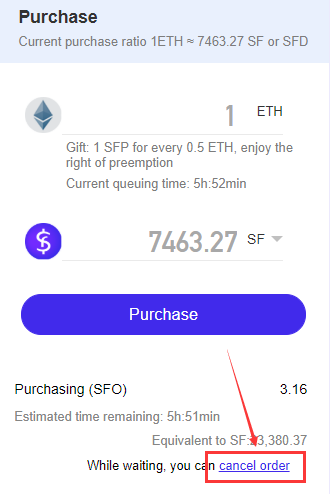 Purchase
Current purchase ratio 1ETH ≈ 7463.27 SF or SFD
1 ETH
Gift: 1 SFP for every 0.5 ETH, enjoy the
right of preemption
Current queuing time: 5h:52min
7463.27 SF
Purchase
Purchasing (SFO) 3.16
Estimated time remaining: 5h:51min
Equivalent to SF: 3,380.37
While waiting, you can cancel order